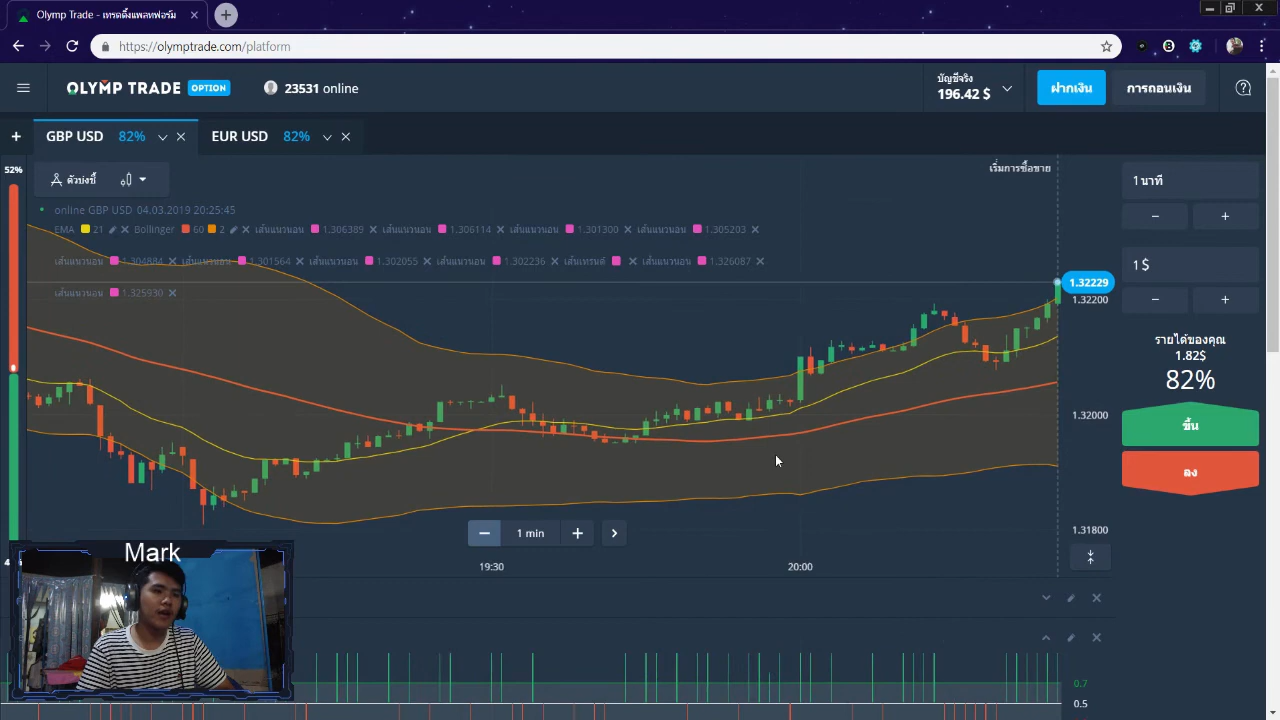 Olymp Trade - เทรดดิ้งแพลทฟอร์ม
https://olymptrade.com/platform
OLYMP TRADE OPTION 23531 online
บัญชีจริง
196.42 $
ฝากเงิน
การถอนเงิน
GBP USD 82%
EUR USD 82%
52%
ตัวบ่งชี้
เริ่มการซื้อขาย
online GBP USD 04.03.2019 20:25:45
EMA 21 Bollinger 60 2 เส้นแนวนอน 1.306389 เส้นแนวนอน 1.306114 เส้นแนวนอน 1.301300 เส้นแนวนอน 1.305203
เส้นแนวนอน 1.304884 เส้นแนวนอน 1.301564 เส้นแนวนอน 1.302055 เส้นแนวนอน 1.302236 เส้นเทรนด์ เส้นแนวนอน 1.326087
เส้นแนวนอน 1.325930
1.32229
1.32200
1.32000
1.31800
1 นาที
1 $
รายได้ของคุณ
1.82$
82%
ขึ้น
ลง
1 min
19:30
20:00
Mark
0.7
0.5